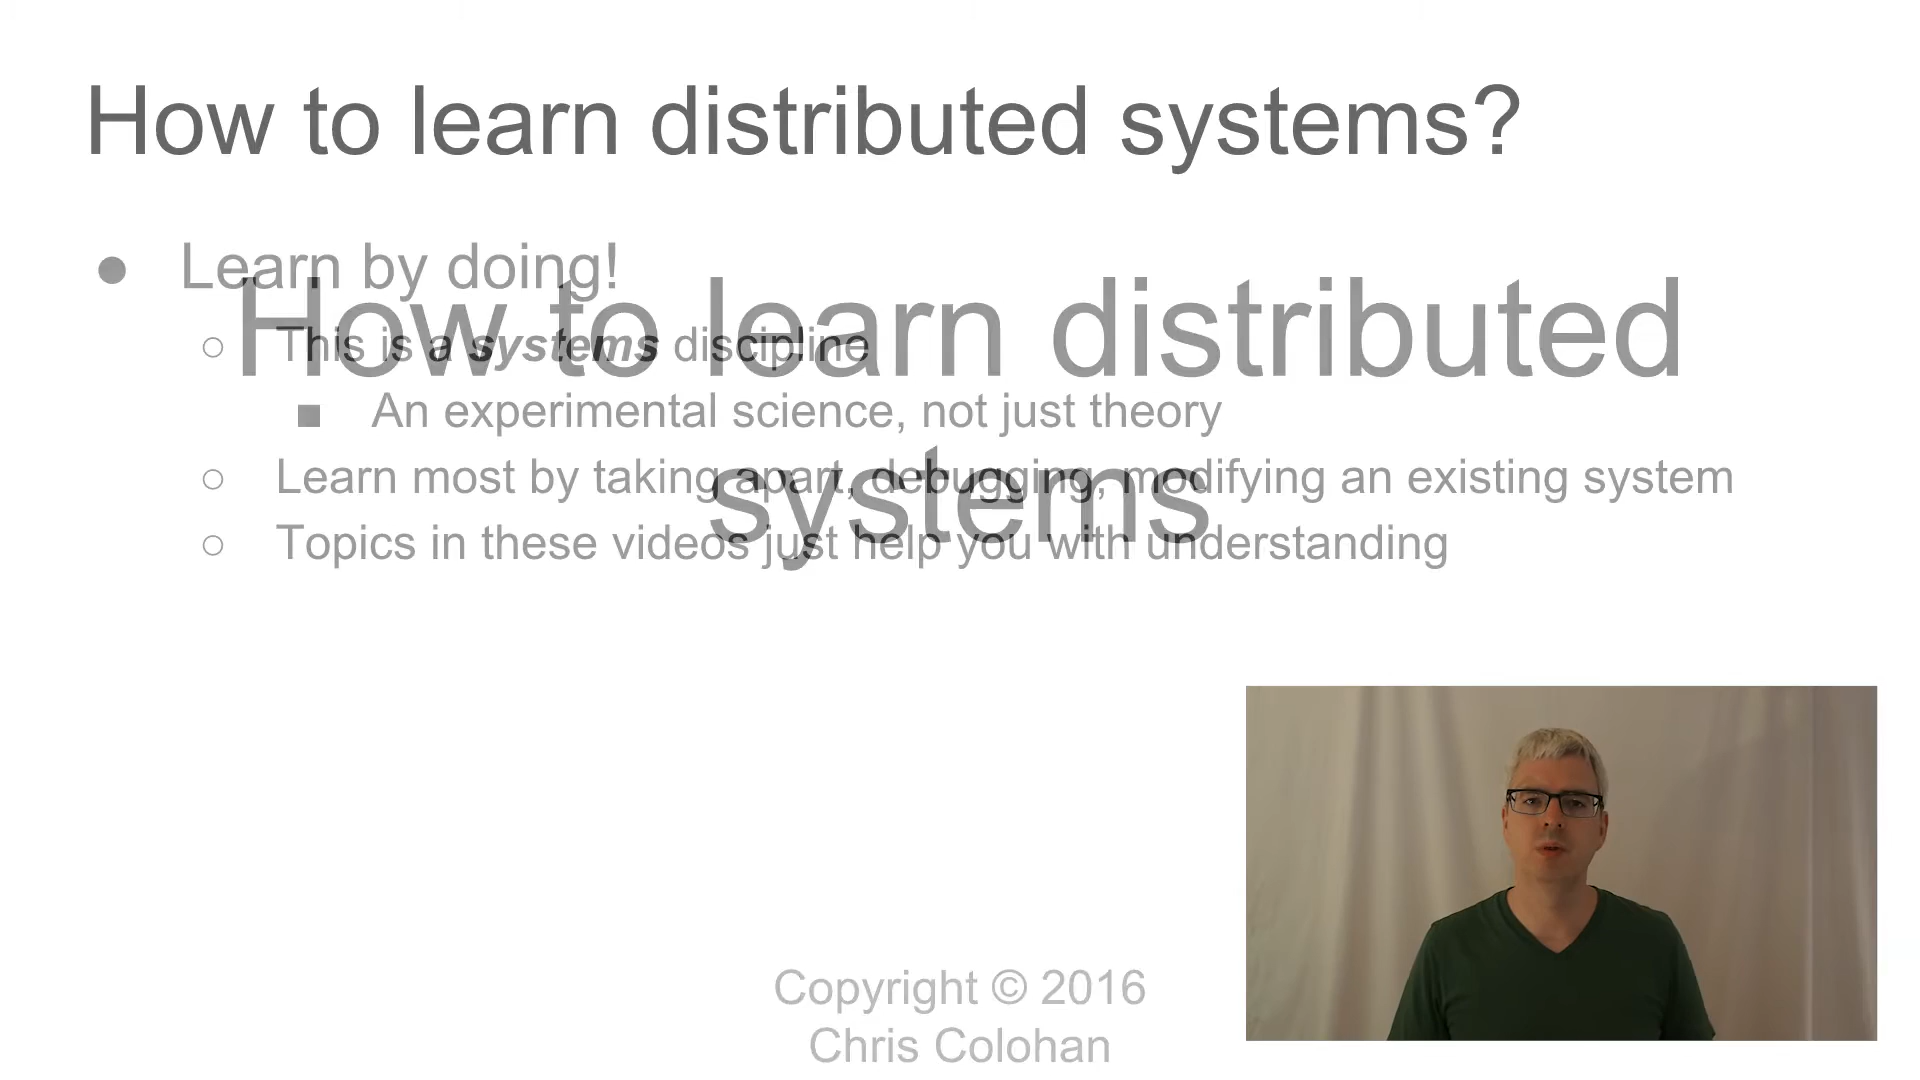 How to learn distributed systems?
● Learn by doing!
How to learn distributed
○ This is a systems discipline
■ An experimental science, not just theory
○ Learn most by taking apart, debugging, modifying an existing system
systems
○ Topics in these videos just help you with understanding
Copyright © 2016
Chris Colohan